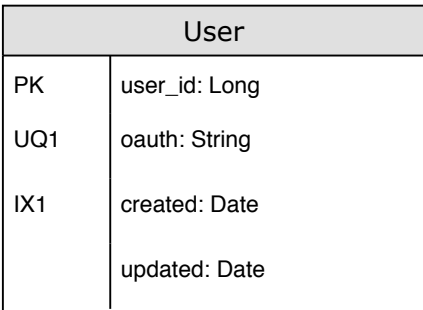 User
PK user_id: Long
UQ1 oauth: String
IX1 created: Date
updated: Date